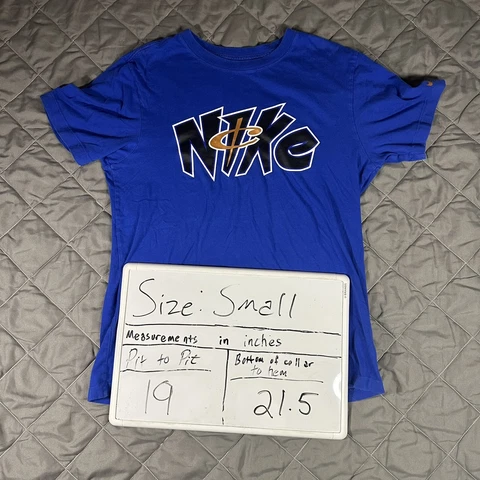 NIKe
Size: Small
Measurements in inches
Pit to Pit
19
Bottom of collar
to hem
21.5